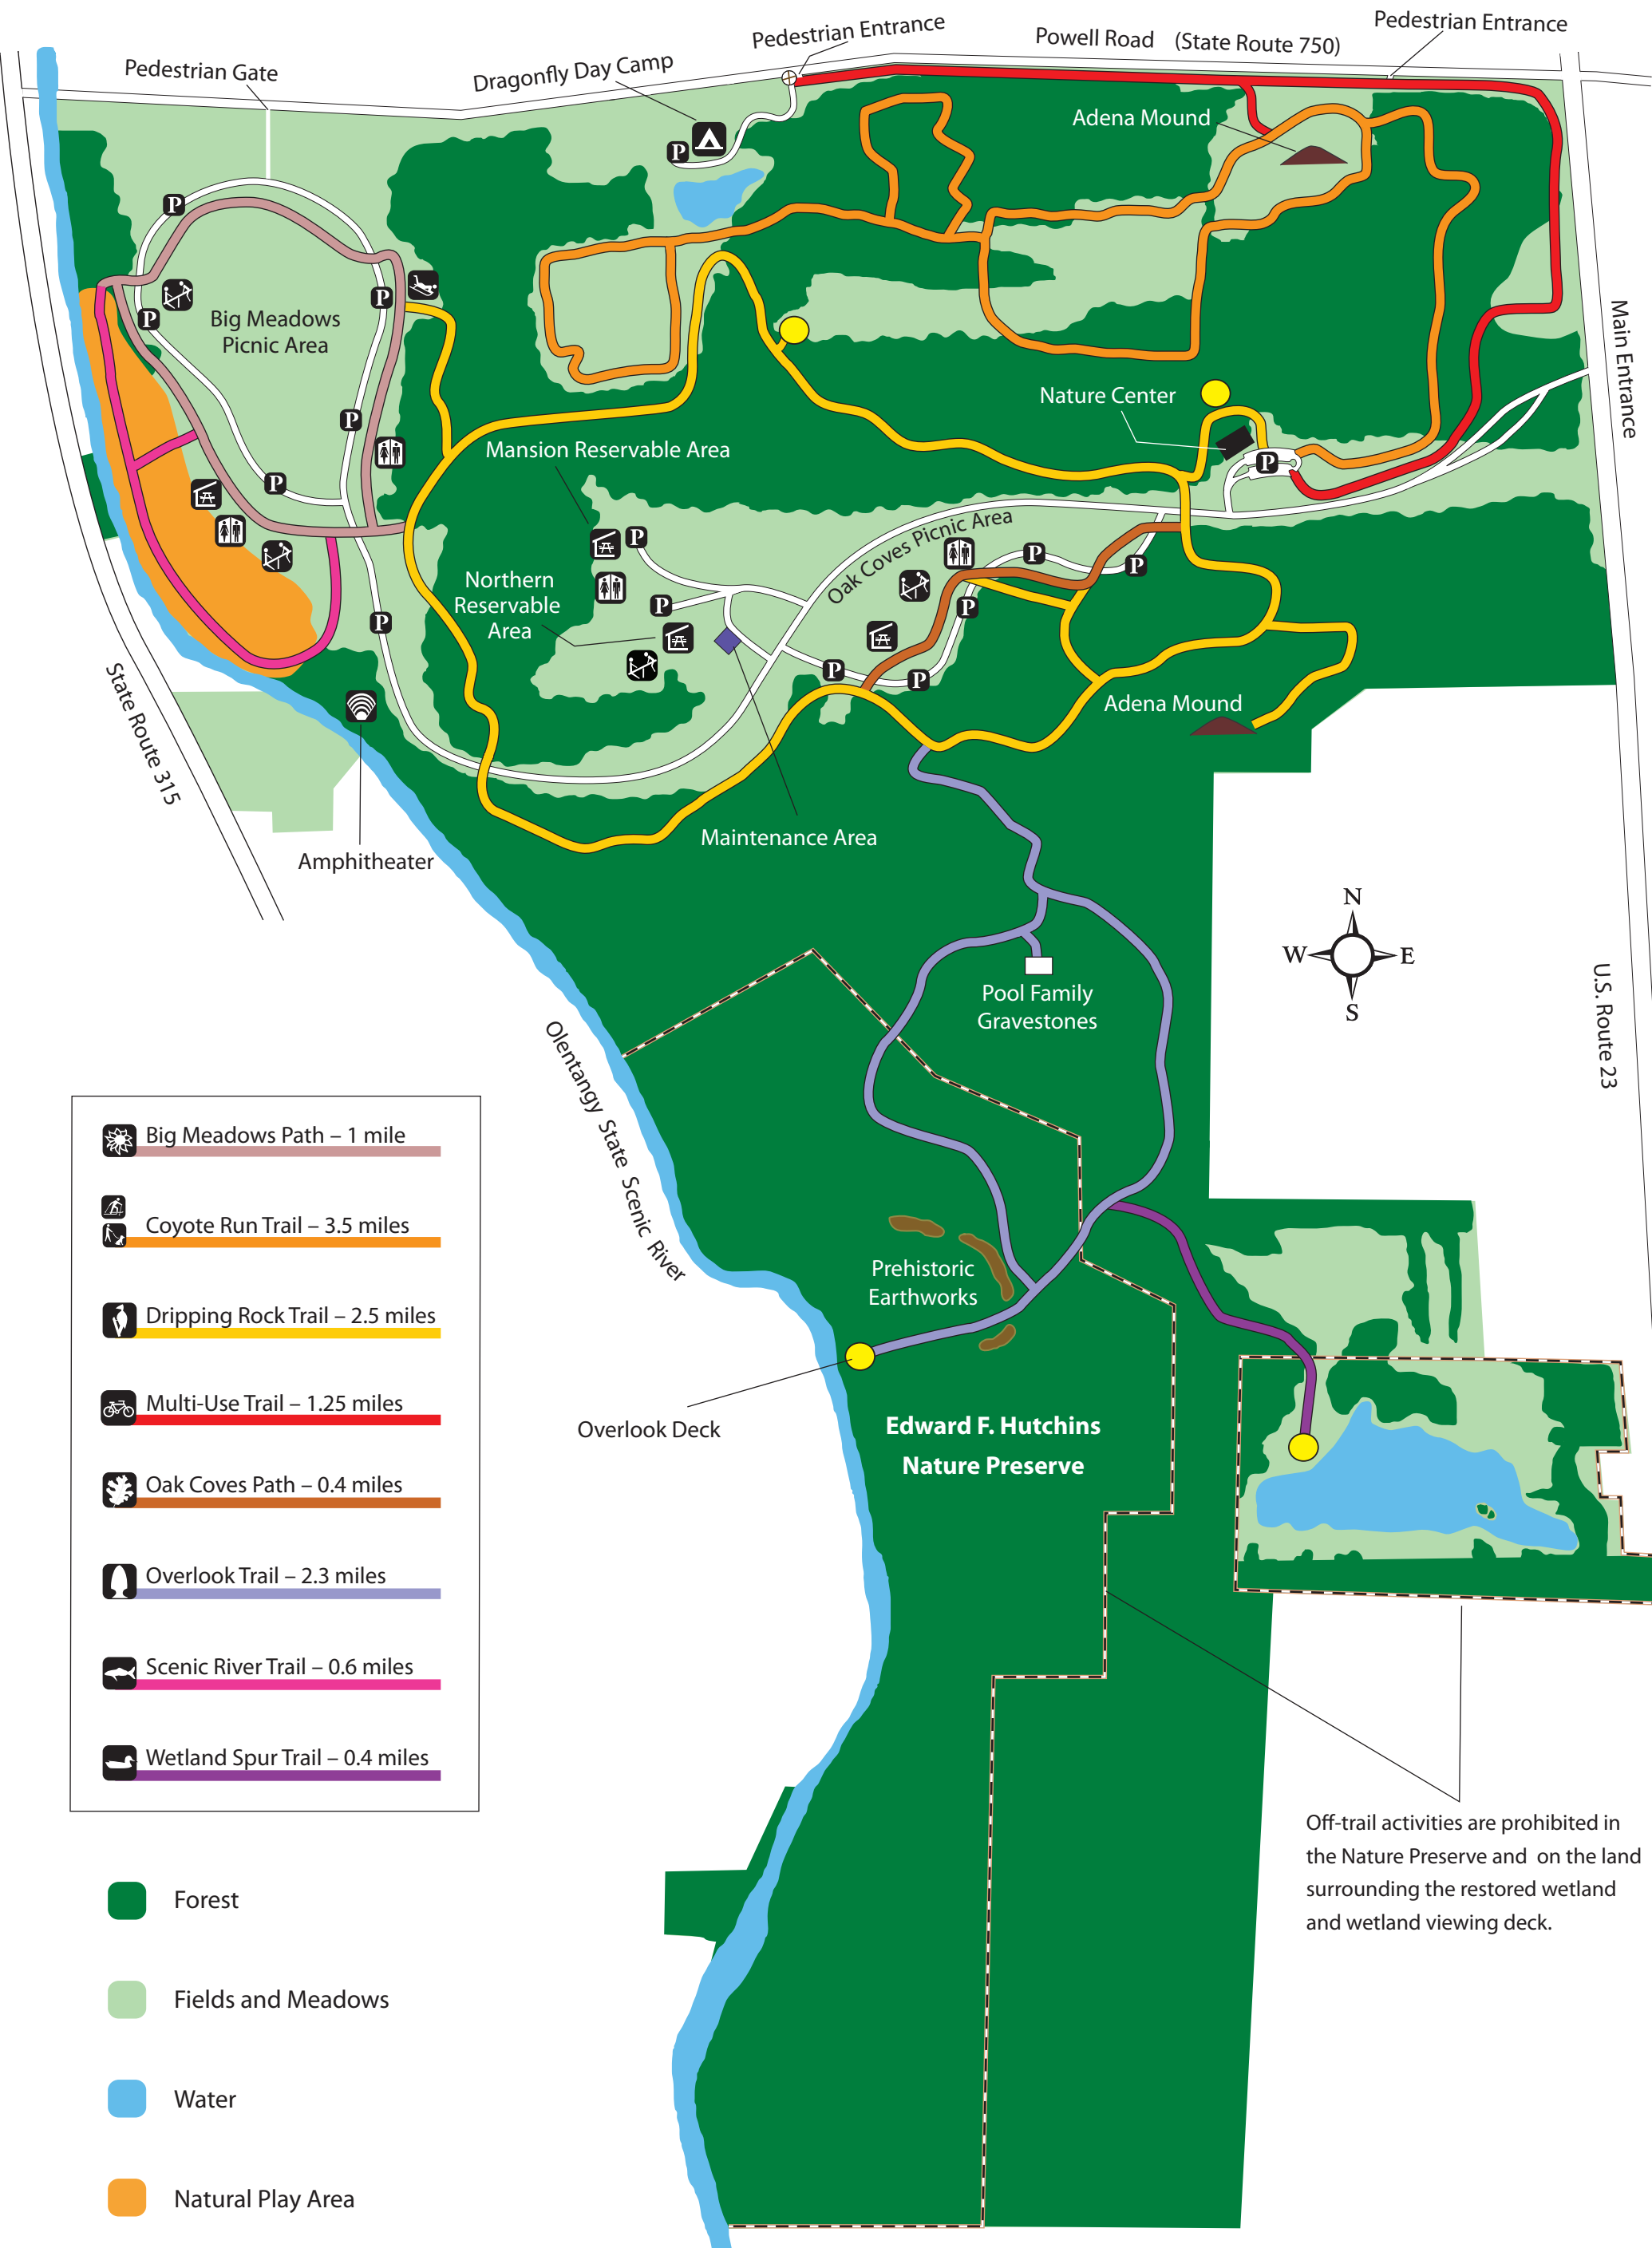 Pedestrian Entrance
Pedestrian Entrance
Powell Road (State Route 750)
Pedestrian Gate
Dragonfly Day Camp
Adena Mound
P
P
P
P
P
Big Meadows
Picnic Area
Main Entrance
Nature Center
P
P
Mansion Reservable Area
P
P
Oak Coves Picnic Area
P
P
P
Northern
Reservable
Area
P
P
P
P
P
State Route 315
Adena Mound
Maintenance Area
Amphitheater
N
W
E
S
U.S. Route 23
Pool Family
Gravestones
Olentangy State Scenic River
Big Meadows Path – 1 mile
Coyote Run Trail – 3.5 miles
Dripping Rock Trail – 2.5 miles
Multi-Use Trail – 1.25 miles
Oak Coves Path – 0.4 miles
Overlook Trail – 2.3 miles
Scenic River Trail – 0.6 miles
Wetland Spur Trail – 0.4 miles
Prehistoric
Earthworks
Overlook Deck
Edward F. Hutchins
Nature Preserve
Off-trail activities are prohibited in
the Nature Preserve and on the land
surrounding the restored wetland
and wetland viewing deck.
Forest
Fields and Meadows
Water
Natural Play Area